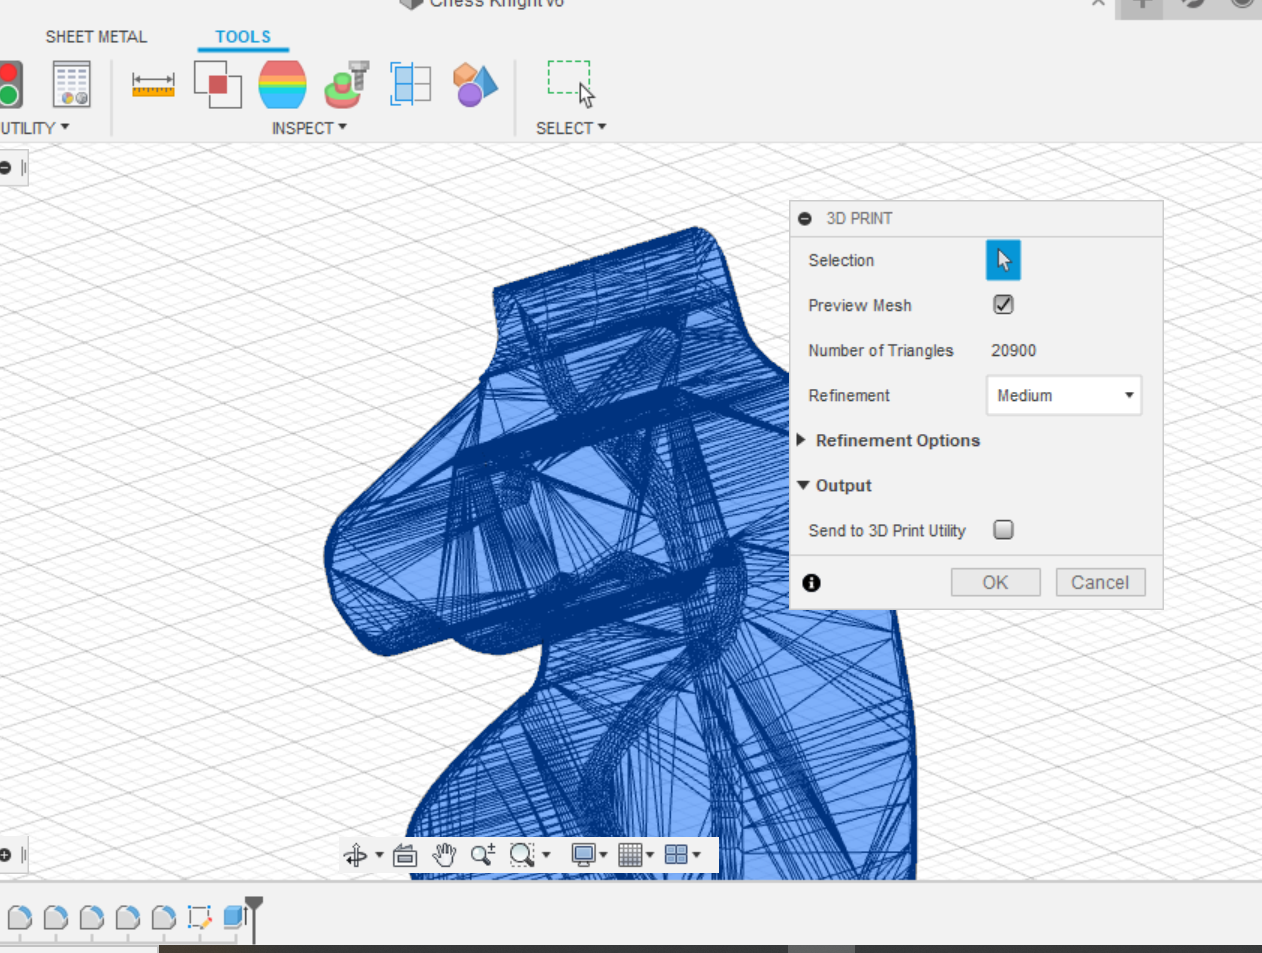 Chess Knight v6
SHEET METAL
TOOLS
UTILITY
INSPECT
SELECT
3D PRINT
Selection
Preview Mesh
Number of Triangles 20900
Refinement Medium
Refinement Options
Output
Send to 3D Print Utility
OK Cancel